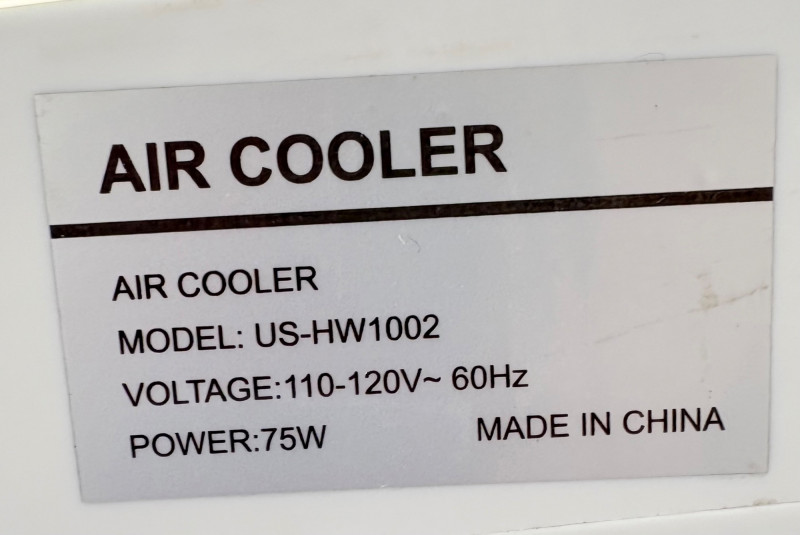 AIR COOLER
AIR COOLER
MODEL: US-HW1002
VOLTAGE:110-120V~ 60Hz
POWER:75W MADE IN CHINA